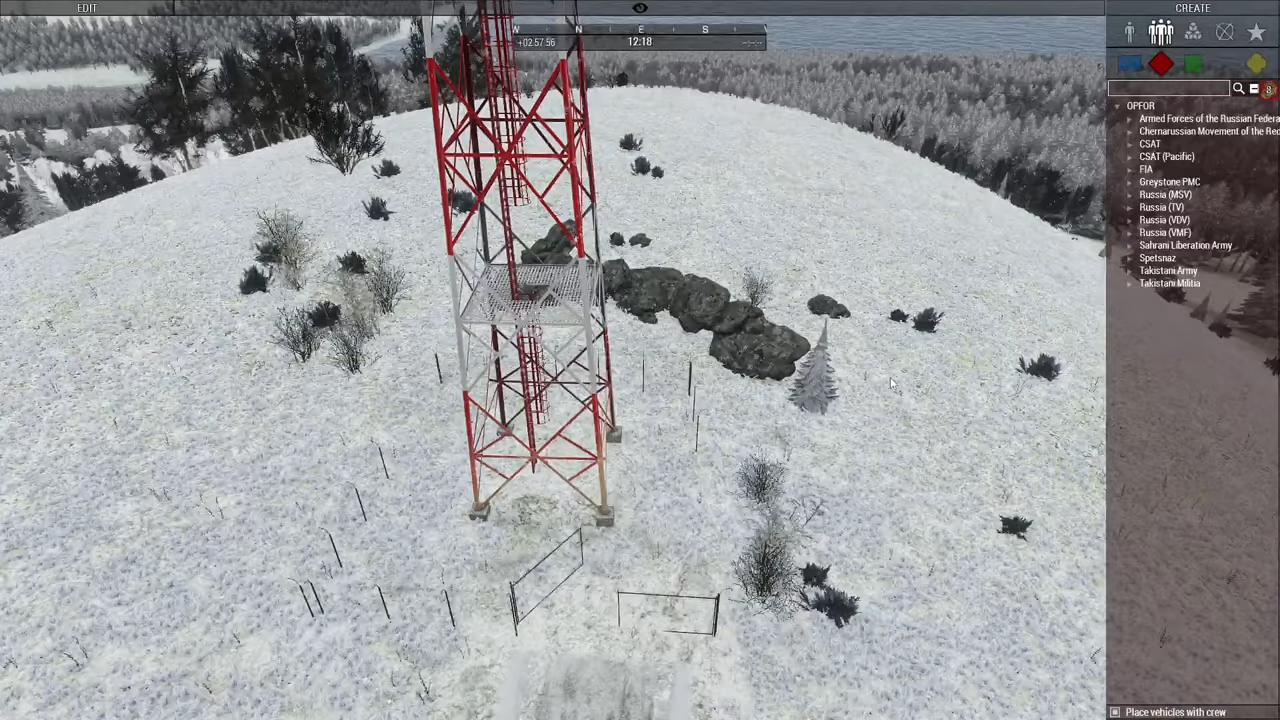 EDIT
CREATE
W N E S
+02:57:56
12:18
OPFOR
Armed Forces of the Russian Federa
Chernarussian Movement of the Red
CSAT
CSAT (Pacific)
FIA
Greystone PMC
Russia (MSV)
Russia (TV)
Russia (VDV)
Russia (VMF)
Sahrani Liberation Army
Spetsnaz
Takistani Army
Takistani Militia
Place vehicles with crew